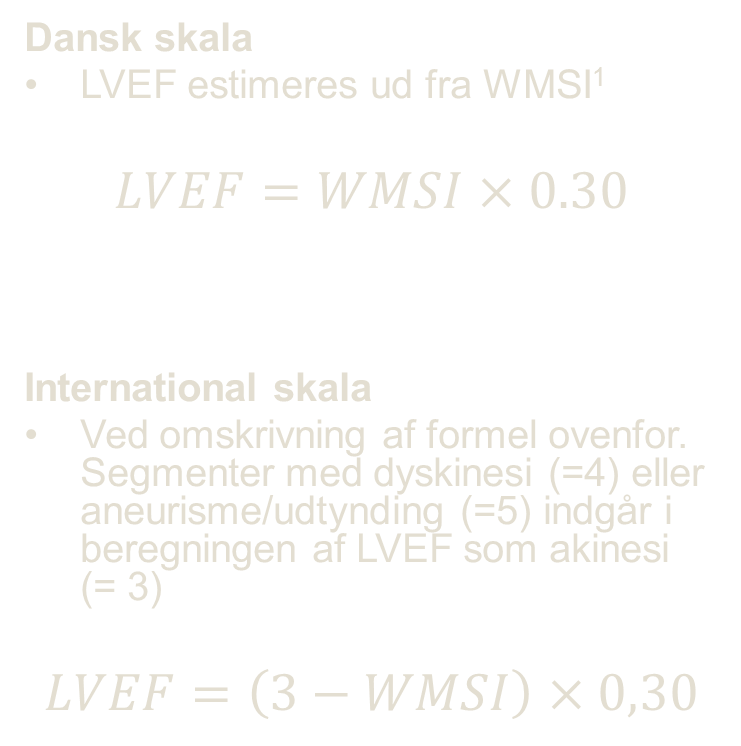 Dansk skala
• LVEF estimeres ud fra WMSI¹
LVEF = WMSI × 0.30
International skala
• Ved omskrivning af formel ovenfor.
Segmenter med dyskinesi (=4) eller
aneurisme/udtynding (=5) indgår i
beregningen af LVEF som akinesi
(= 3)
LVEF = (3 − WMSI) × 0,30